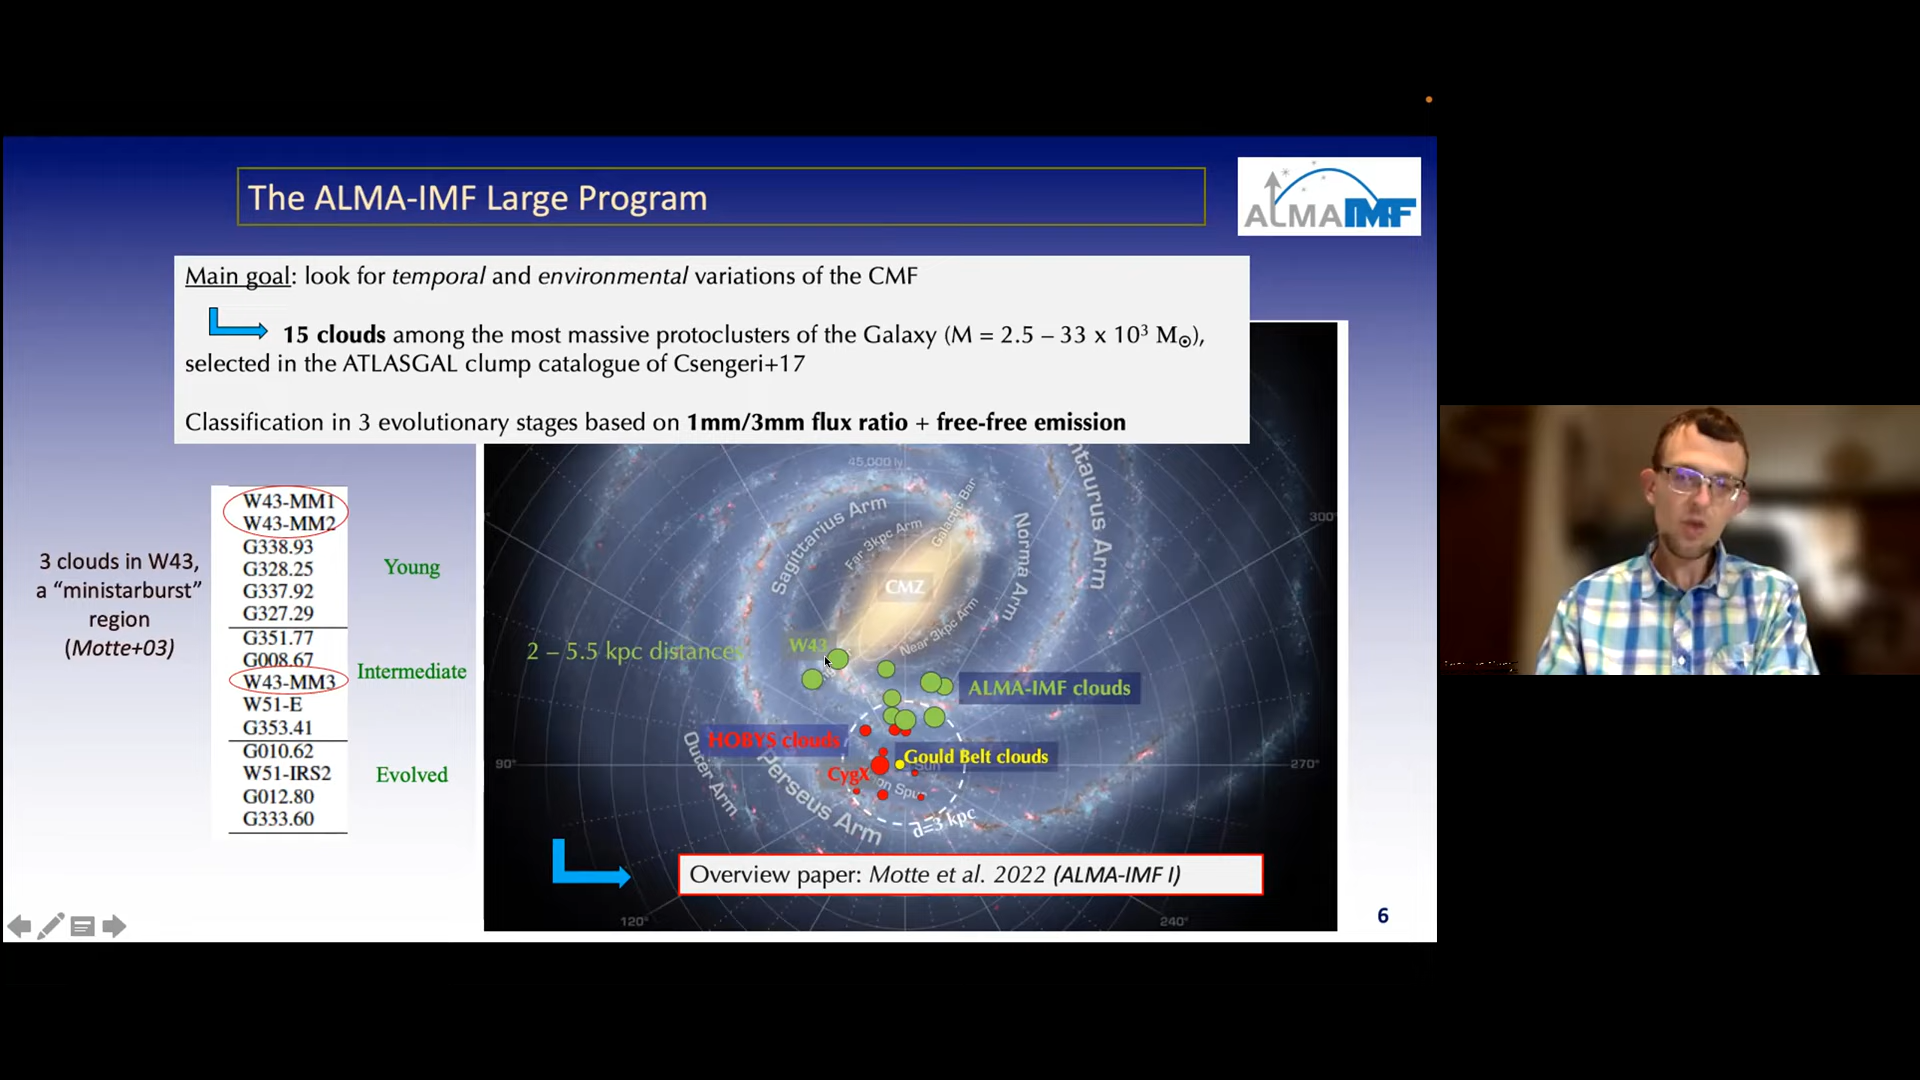 The ALMA-IMF Large Program
ALMAIMF
Main goal: look for temporal and environmental variations of the CMF
15 clouds among the most massive protoclusters of the Galaxy (M = 2.5 – 33 x 10³ M☉),
selected in the ATLASGAL clump catalogue of Csengeri+17
Classification in 3 evolutionary stages based on 1mm/3mm flux ratio + free-free emission
3 clouds in W43,
a “ministarburst”
region
(Motte+03)
W43-MM1
W43-MM2
G338.93
G328.25
G337.92
G327.29
Young
G351.77
G008.67
W43-MM3
W51-E
G353.41
Intermediate
G010.62
W51-IRS2
G012.80
G333.60
Evolved
45,000 ly
ntaurus Arm
Sagittarius Arm
Far 3kpc Arm
Galactic Bar
Norma Arm
300°
CMZ
Near 3kpc Arm
2 – 5.5 kpc distances
W43
ALMA-IMF clouds
HOBYS clouds
Gould Belt clouds
CygX
Sun
on Spur
Outer Arm
Perseus Arm
90°
270°
d=3 kpc
120°
240°
Overview paper: Motte et al. 2022 (ALMA-IMF I)
6